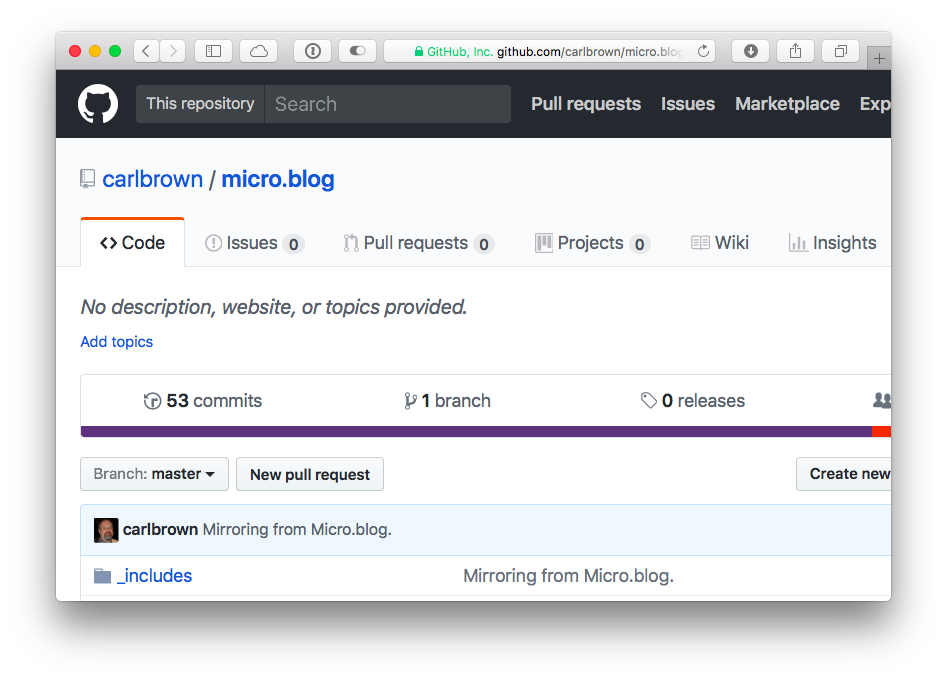 GitHub, Inc. github.com/carlbrown/micro.blog
This repository Search Pull requests Issues Marketplace Exp
carlbrown / micro.blog
Code Issues 0 Pull requests 0 Projects 0 Wiki Insights
No description, website, or topics provided.
Add topics
53 commits 1 branch 0 releases
Branch: master New pull request Create new
carlbrown Mirroring from Micro.blog.
_includes Mirroring from Micro.blog.